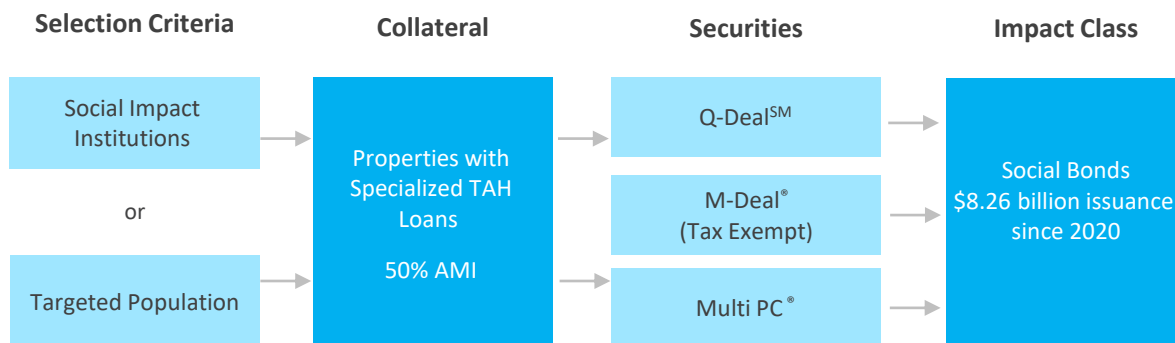 Selection Criteria
Collateral
Securities
Impact Class
Social Impact
Institutions
or
Targeted Population
Properties with
Specialized TAH
Loans
50% AMI
Q-Deal℠
M-Deal®
(Tax Exempt)
Multi PC®
Social Bonds
$8.26 billion issuance
since 2020